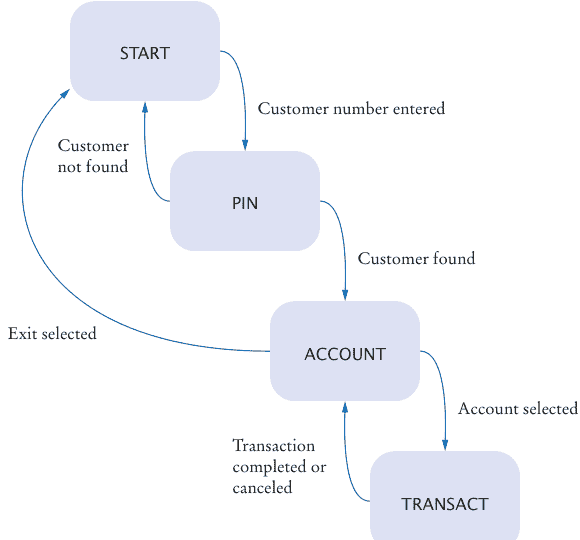 START
Customer number entered
Customer
not found
PIN
Customer found
Exit selected
ACCOUNT
Account selected
Transaction
completed or
canceled
TRANSACT